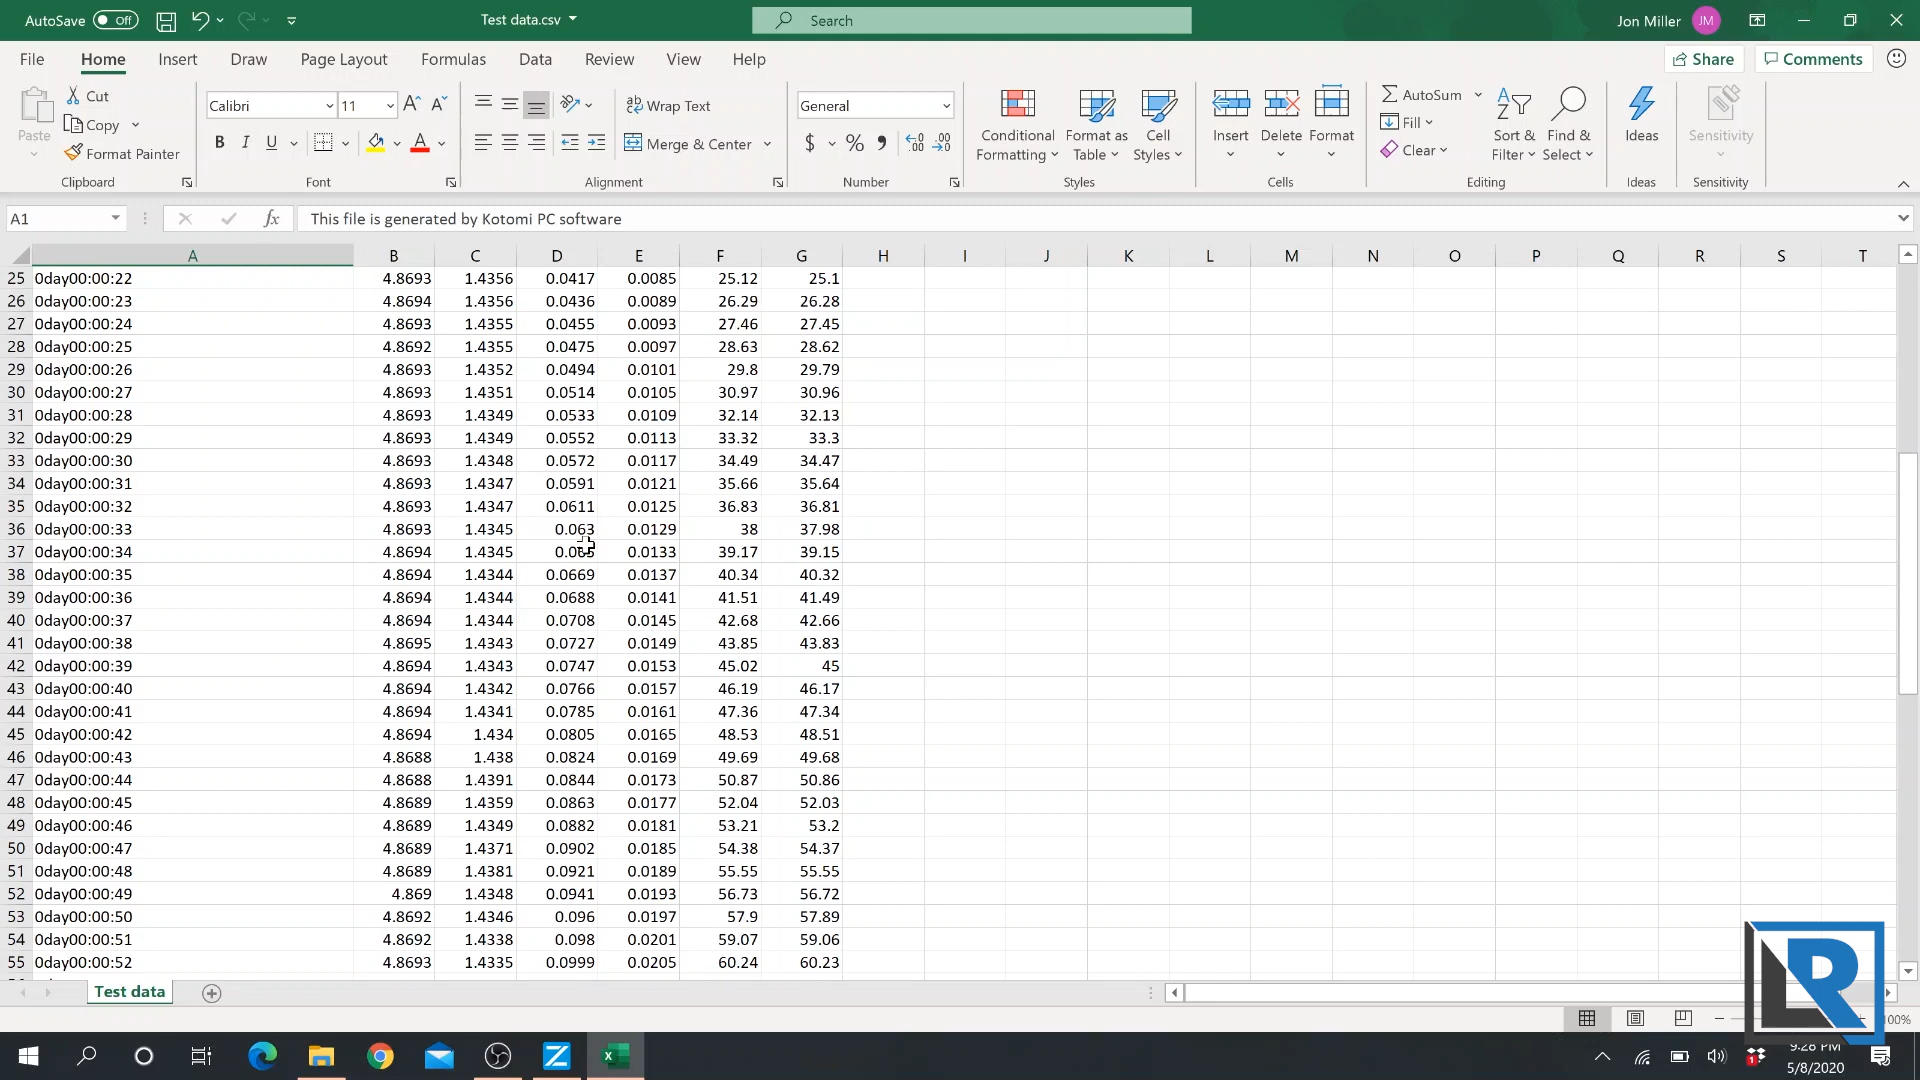 AutoSave Off Test data.csv Search Jon Miller JM
File Home Insert Draw Page Layout Formulas Data Review View Help Share Comments
Paste Cut Copy Format Painter Clipboard
Calibri 11 B I U A Font
Wrap Text Merge & Center Alignment
General $ % Number
Conditional Formatting Format as Table Cell Styles Styles
Insert Delete Format Cells
AutoSum Fill Clear Sort & Filter Find & Select Editing
Ideas Ideas
Sensitivity Sensitivity
A1 fx This file is generated by Kotomi PC software
A B C D E F G H I J K L M N O P Q R S T
25 0day00:00:22 4.8693 1.4356 0.0417 0.0085 25.12 25.1
26 0day00:00:23 4.8694 1.4356 0.0436 0.0089 26.29 26.28
27 0day00:00:24 4.8693 1.4355 0.0455 0.0093 27.46 27.45
28 0day00:00:25 4.8692 1.4355 0.0475 0.0097 28.63 28.62
29 0day00:00:26 4.8693 1.4352 0.0494 0.0101 29.8 29.79
30 0day00:00:27 4.8693 1.4351 0.0514 0.0105 30.97 30.96
31 0day00:00:28 4.8693 1.4349 0.0533 0.0109 32.14 32.13
32 0day00:00:29 4.8693 1.4349 0.0552 0.0113 33.32 33.3
33 0day00:00:30 4.8693 1.4348 0.0572 0.0117 34.49 34.47
34 0day00:00:31 4.8693 1.4347 0.0591 0.0121 35.66 35.64
35 0day00:00:32 4.8693 1.4347 0.0611 0.0125 36.83 36.81
36 0day00:00:33 4.8693 1.4345 0.063 0.0129 38 37.98
37 0day00:00:34 4.8694 1.4345 0.0133 39.17 39.15
38 0day00:00:35 4.8694 1.4344 0.0669 0.0137 40.34 40.32
39 0day00:00:36 4.8694 1.4344 0.0688 0.0141 41.51 41.49
40 0day00:00:37 4.8694 1.4344 0.0708 0.0145 42.68 42.66
41 0day00:00:38 4.8695 1.4343 0.0727 0.0149 43.85 43.83
42 0day00:00:39 4.8694 1.4343 0.0747 0.0153 45.02 45
43 0day00:00:40 4.8694 1.4342 0.0766 0.0157 46.19 46.17
44 0day00:00:41 4.8694 1.4341 0.0785 0.0161 47.36 47.34
45 0day00:00:42 4.8694 1.434 0.0805 0.0165 48.53 48.51
46 0day00:00:43 4.8688 1.438 0.0824 0.0169 49.69 49.68
47 0day00:00:44 4.8688 1.4391 0.0844 0.0173 50.87 50.86
48 0day00:00:45 4.8689 1.4359 0.0863 0.0177 52.04 52.03
49 0day00:00:46 4.8689 1.4349 0.0882 0.0181 53.21 53.2
50 0day00:00:47 4.8689 1.4371 0.0902 0.0185 54.38 54.37
51 0day00:00:48 4.8689 1.4381 0.0921 0.0189 55.55 55.55
52 0day00:00:49 4.869 1.4348 0.0941 0.0193 56.73 56.72
53 0day00:00:50 4.8692 1.4346 0.096 0.0197 57.9 57.89
54 0day00:00:51 4.8692 1.4338 0.098 0.0201 59.07 59.06
55 0day00:00:52 4.8693 1.4335 0.0999 0.0205 60.24 60.23
Test data
LR
100%
9:28 PM
5/8/2020